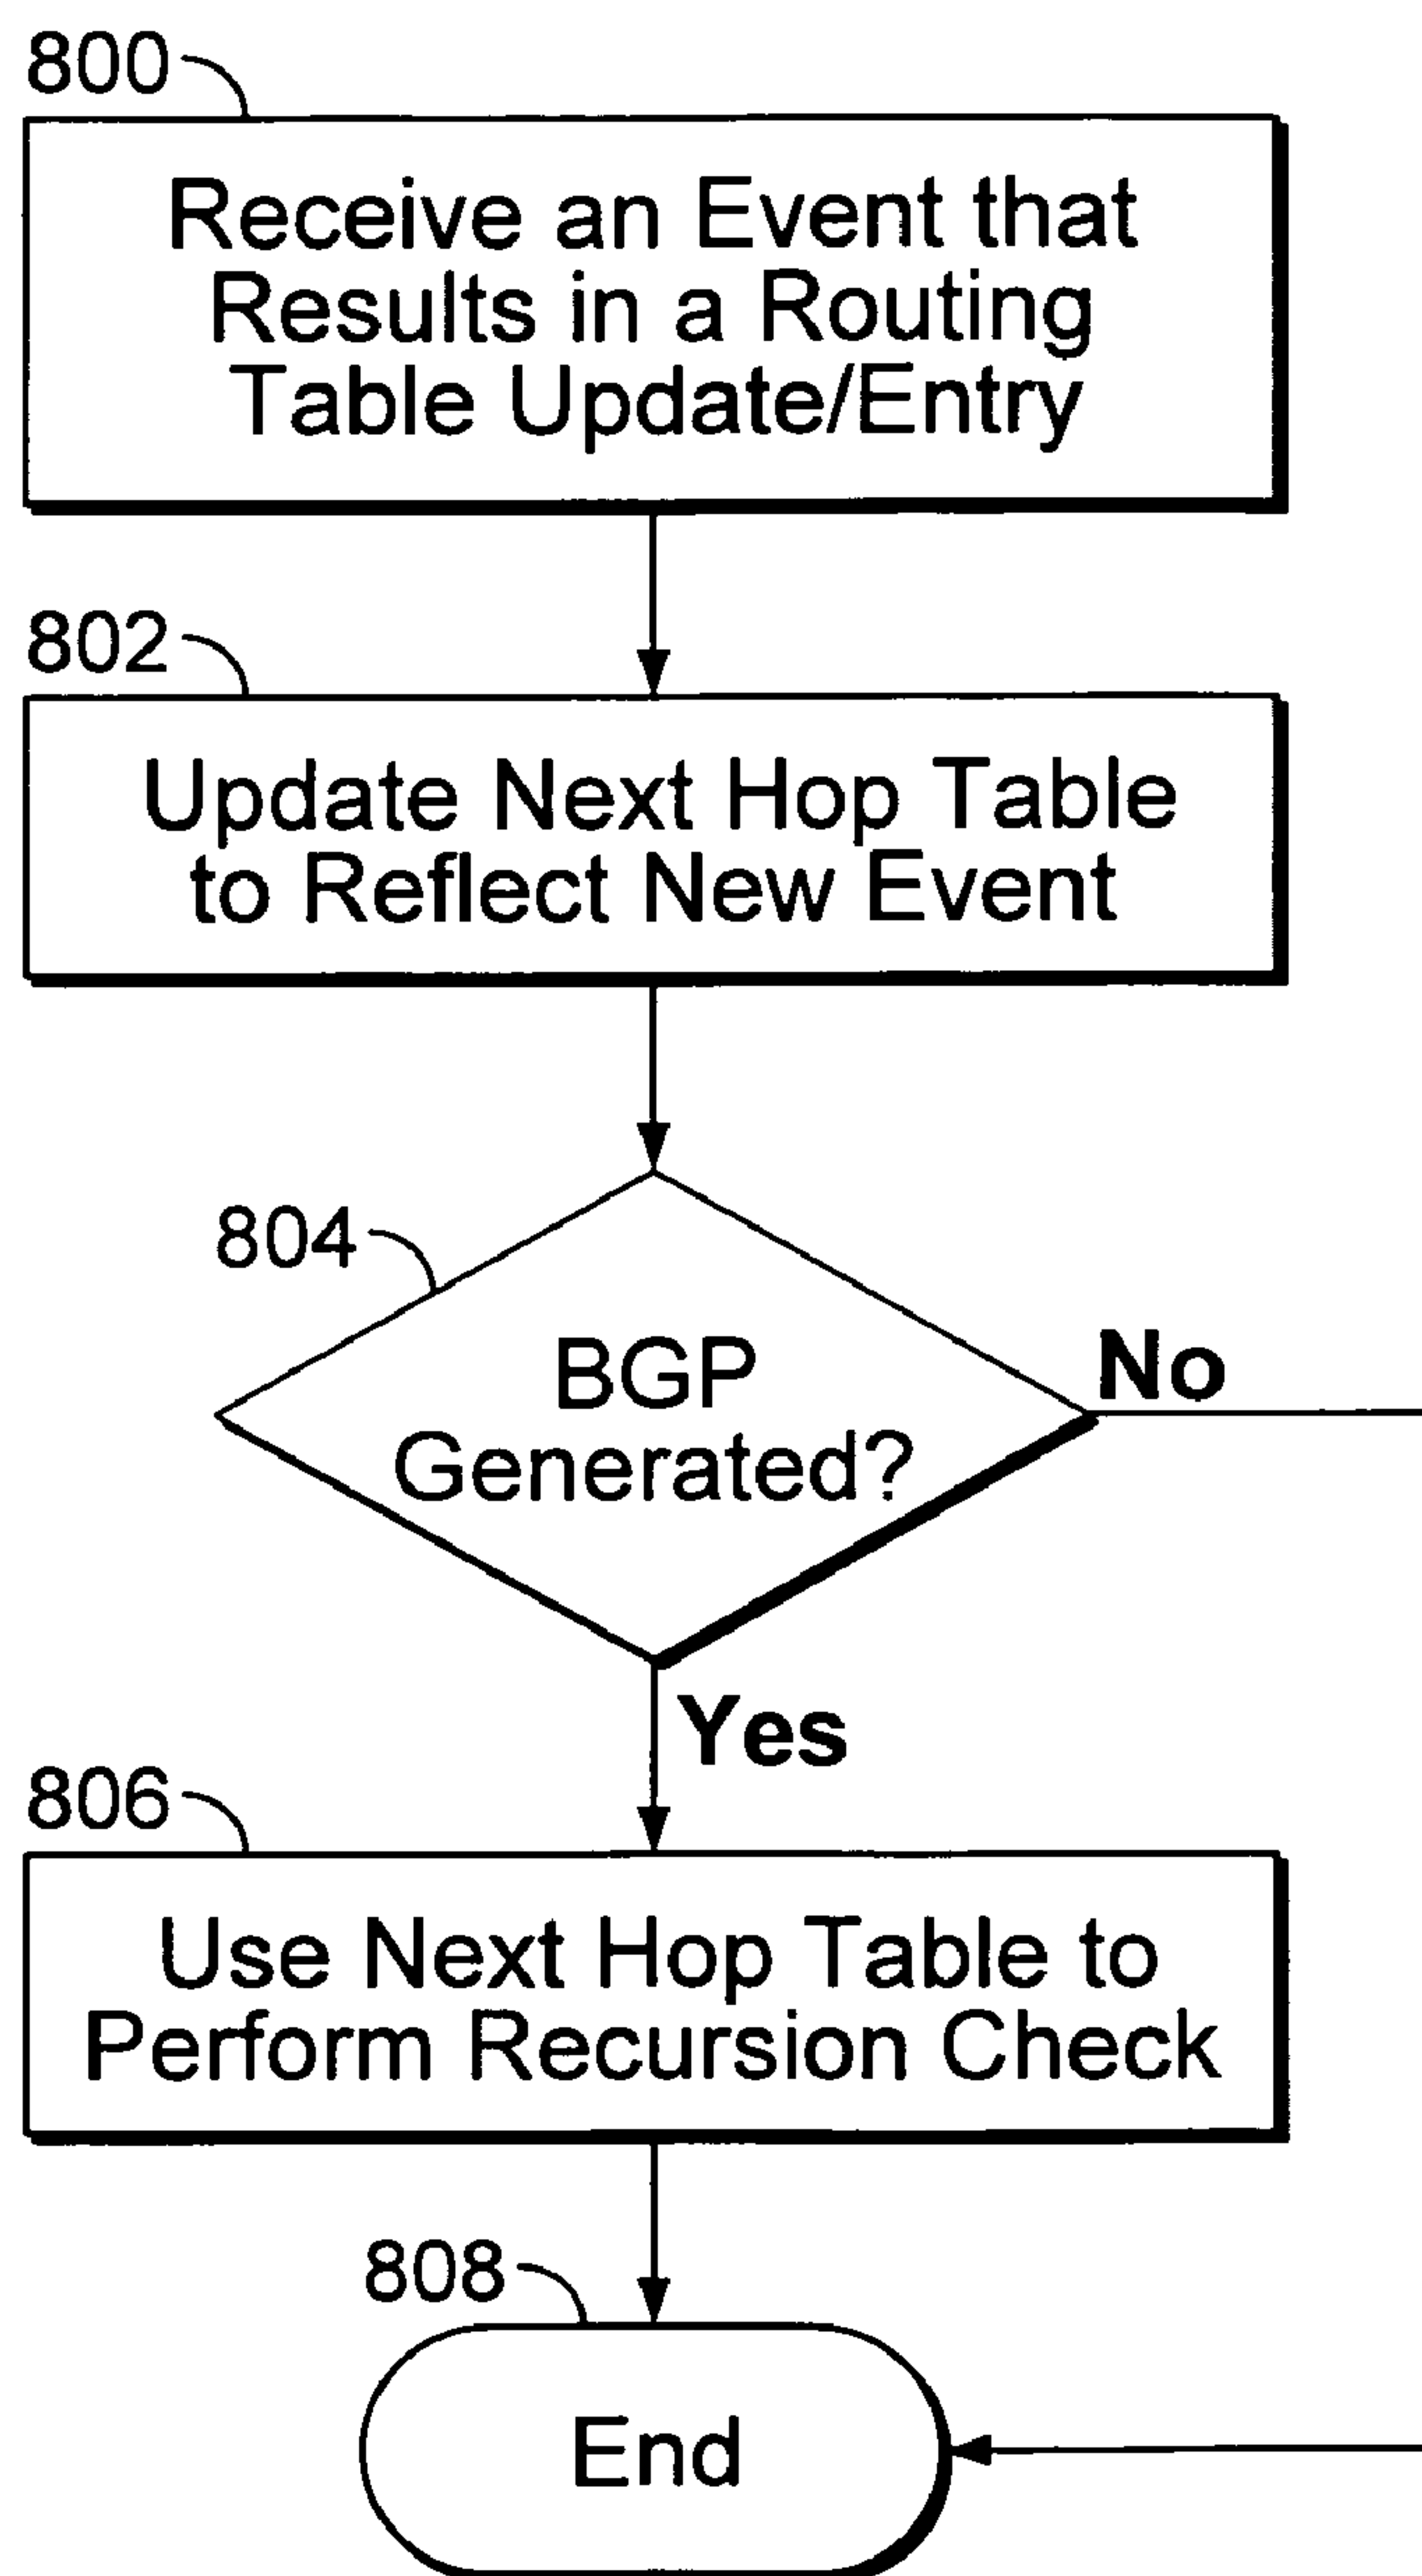 800
Receive an Event that
Results in a Routing
Table Update/Entry
802
Update Next Hop Table
to Reflect New Event
804
BGP
Generated?
No
Yes
806
Use Next Hop Table to
Perform Recursion Check
808
End